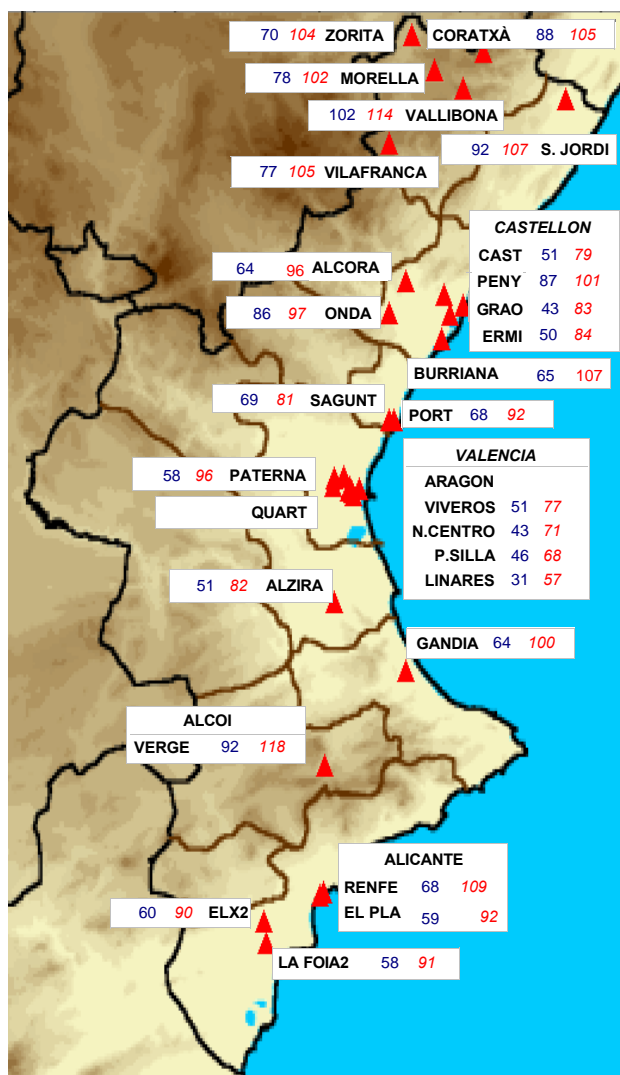 70 104 ZORITA
CORATXÀ 88 105
78 102 MORELLA
102 114 VALLIBONA
92 107 S. JORDI
77 105 VILAFRANCA
CASTELLON
CAST 51 79
PENY 87 101
GRAO 43 83
ERMI 50 84
64 96 ALCORA
86 97 ONDA
BURRIANA 65 107
69 81 SAGUNT
PORT 68 92
VALENCIA
ARAGON
VIVEROS 51 77
N.CENTRO 43 71
P.SILLA 46 68
LINARES 31 57
58 96 PATERNA
QUART
51 82 ALZIRA
GANDIA 64 100
ALCOI
VERGE 92 118
ALICANTE
RENFE 68 109
EL PLA 59 92
60 90 ELX2
LA FOIA2 58 91